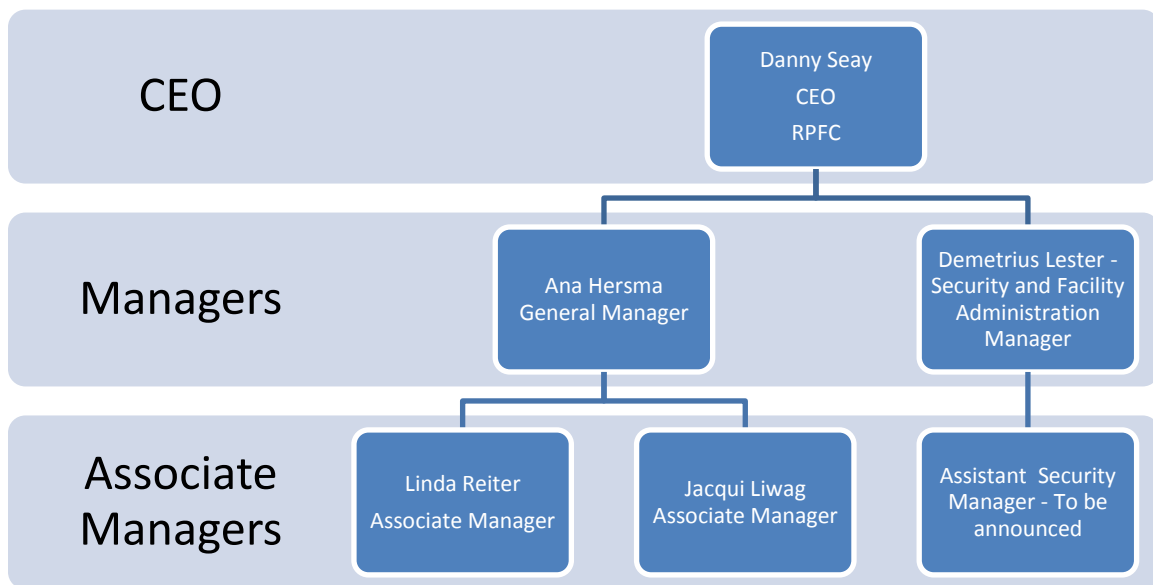 CEO
Danny Seay
CEO
RPFC
Managers
Ana Hersma
General Manager
Demetrius Lester -
Security and Facility
Administration
Manager
Associate
Managers
Linda Reiter
Associate Manager
Jacqui Liwag
Associate Manager
Assistant  Security
Manager - To be
announced